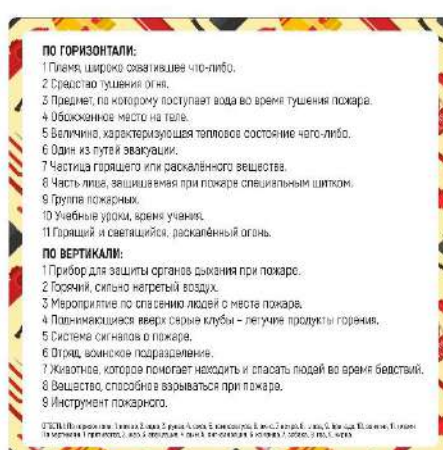 ПО ГОРИЗОНТАЛИ:
1 Пламя, широко охватившее что-либо.
2 Средство тушения огня.
3 Предмет, по которому поступает вода во время тушения пожара.
4 Обожженное место на теле.
5 Величина, характеризующая тепловое состояние чего-либо.
6 Один из путей эвакуации.
7 Частица горящего или раскалённого вещества.
8 Часть лица, защищаемая при пожаре специальным щитком.
9 Группа пожарных.
10 Учебные уроки, время учения.
11 Горящий и светящийся, раскалённый огонь.
ПО ВЕРТИКАЛИ:
1 Прибор для защиты органов дыхания при пожаре.
2 Горячий, сильно нагретый воздух.
3 Мероприятие по спасению людей с места пожара.
4 Поднимающиеся вверх серые клубы – летучие продукты горения.
5 Система сигналов о пожаре.
6 Отряд, воинское подразделение.
7 Животное, которое помогает находить и спасать людей во время бедствий.
8 Вещество, способное взрываться при пожаре.
9 Инструмент пожарного.